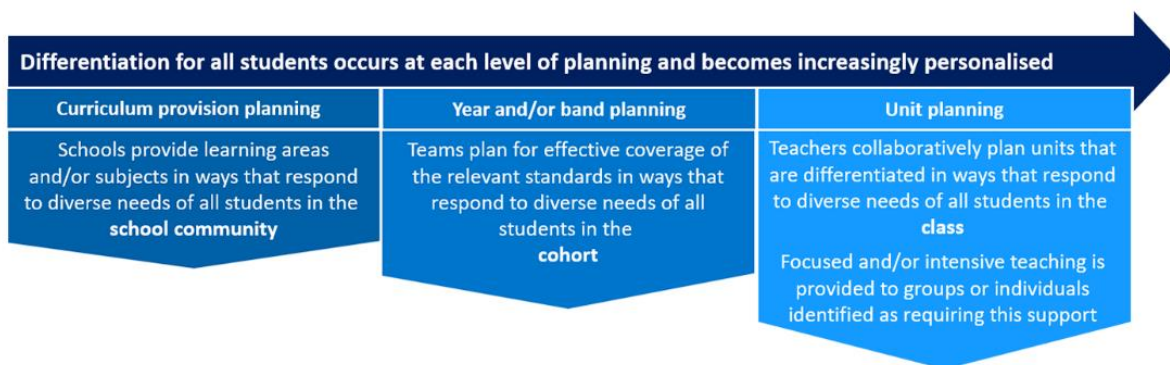 Differentiation for all students occurs at each level of planning and becomes increasingly personalised
Curriculum provision planning
Schools provide learning areas
and/or subjects in ways that respond
to diverse needs of all students in the
school community
Year and/or band planning
Teams plan for effective coverage of
the relevant standards in ways that
respond to diverse needs of all
students in the
cohort
Unit planning
Teachers collaboratively plan units that
are differentiated in ways that respond
to diverse needs of all students in the
class
Focused and/or intensive teaching is
provided to groups or individuals
identified as requiring this support